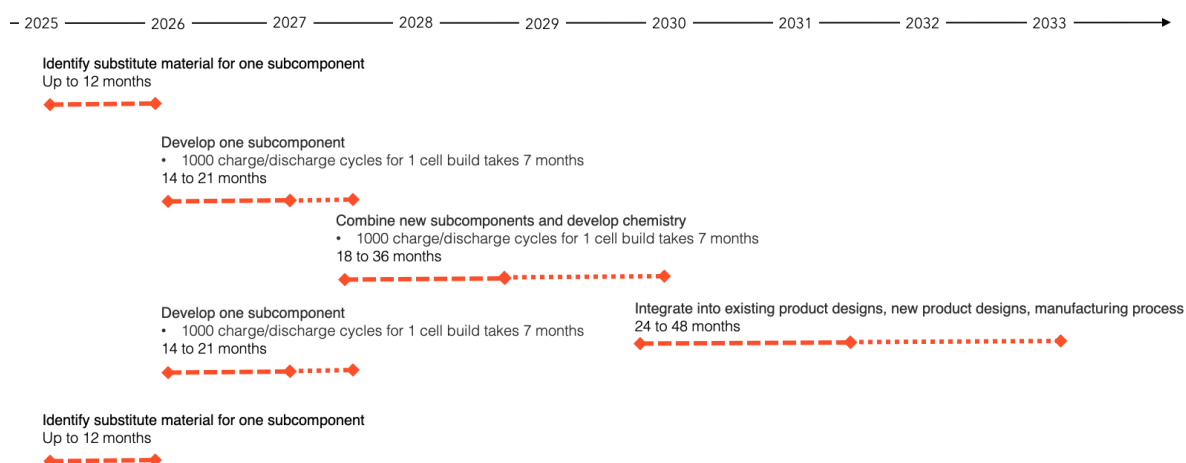 2025 2026 2027 2028 2029 2030 2031 2032 2033
Identify substitute material for one subcomponent
Up to 12 months
Develop one subcomponent
• 1000 charge/discharge cycles for 1 cell build takes 7 months
14 to 21 months
Combine new subcomponents and develop chemistry
• 1000 charge/discharge cycles for 1 cell build takes 7 months
18 to 36 months
Develop one subcomponent
• 1000 charge/discharge cycles for 1 cell build takes 7 months
14 to 21 months
Integrate into existing product designs, new product designs, manufacturing process
24 to 48 months
Identify substitute material for one subcomponent
Up to 12 months